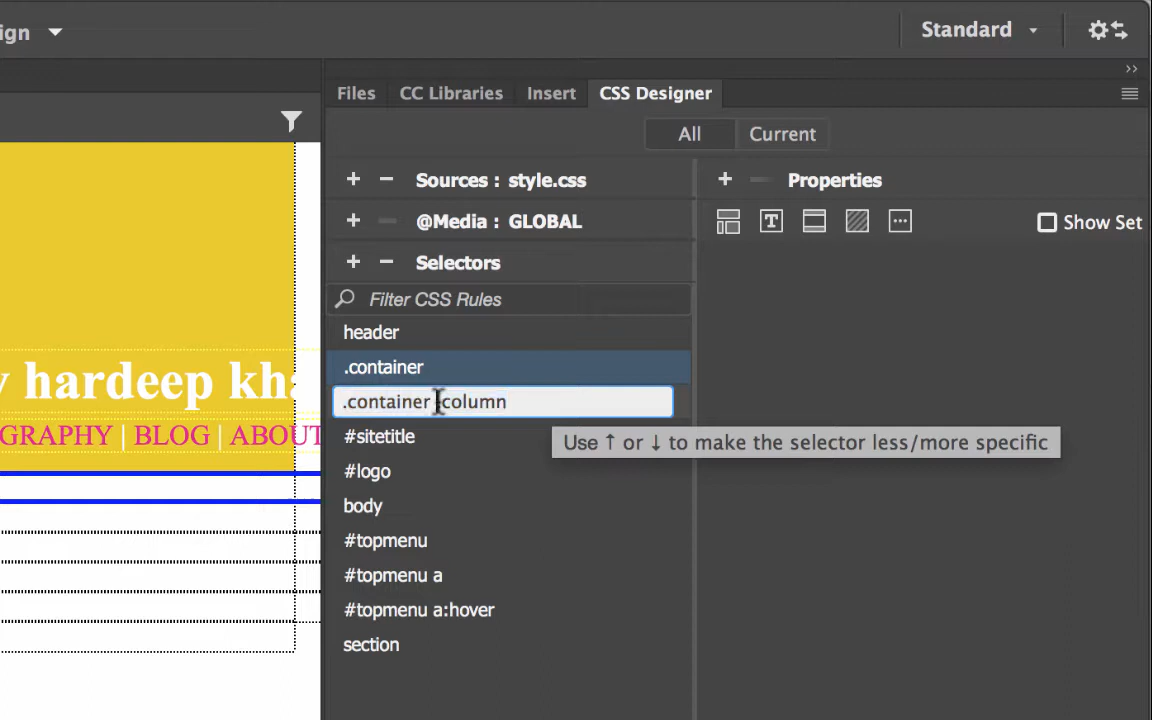 ign
Standard
Files CC Libraries Insert CSS Designer
All Current
+ − Sources : style.css
+ Properties
+ @Media : GLOBAL
Show Set
+ − Selectors
Filter CSS Rules
header
.container
.container .column
#sitetitle
#logo
body
#topmenu
#topmenu a
#topmenu a:hover
section
Use ↑ or ↓ to make the selector less/more specific
y hardeep kha
OGRAPHY | BLOG | ABOUT